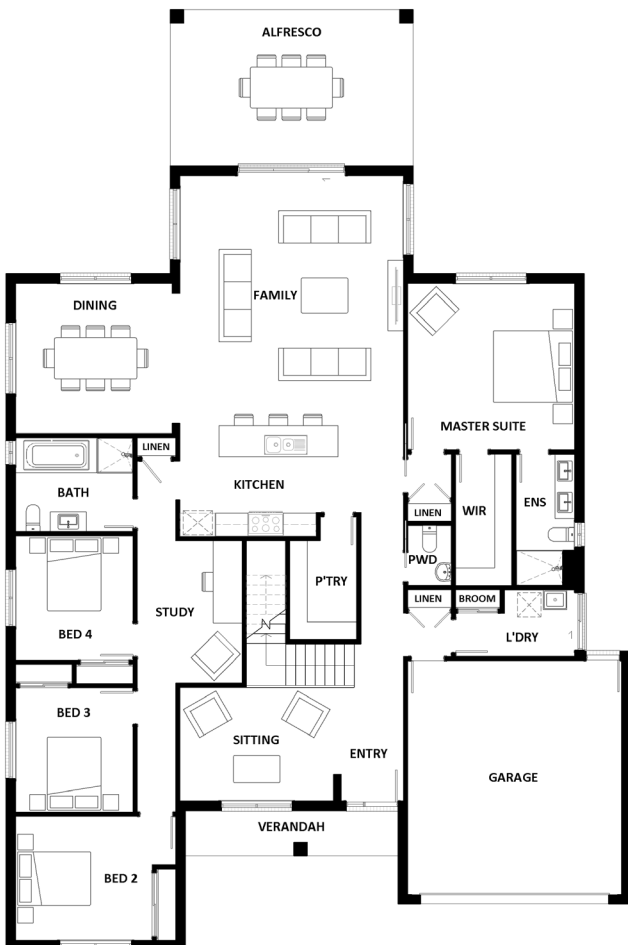 ALFRESCO
FAMILY
DINING
MASTER SUITE
LINEN
KITCHEN
BATH
LINEN
WIR
ENS
PWD
P'TRY
STUDY
BED 4
LINEN
BROOM
L'DRY
BED 3
SITTING
ENTRY
GARAGE
VERANDAH
BED 2